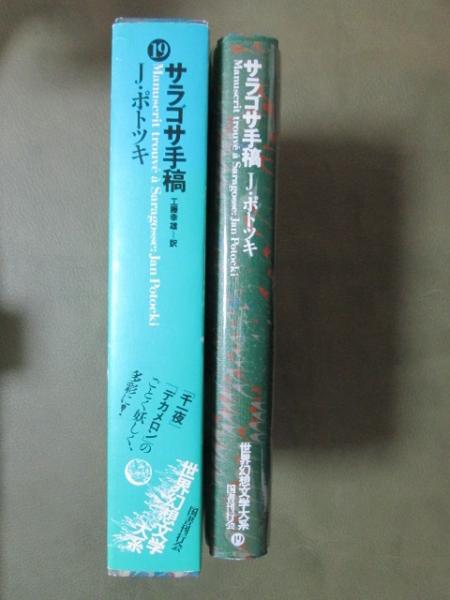 19
サラゴサ手稿
Manuscrit trouvé à Saragosse: Jan Potocki
J・ポトツキ
工藤幸雄―訳
「千一夜」
「デカメロン」の
ごとく妖しく、
多彩に!
世界幻想文学大系
国書刊行会
サラゴサ手稿 J・ポトツキ
Manuscrit trouvé à Saragosse: Jan Potocki
世界幻想文学大系
国書刊行会
19